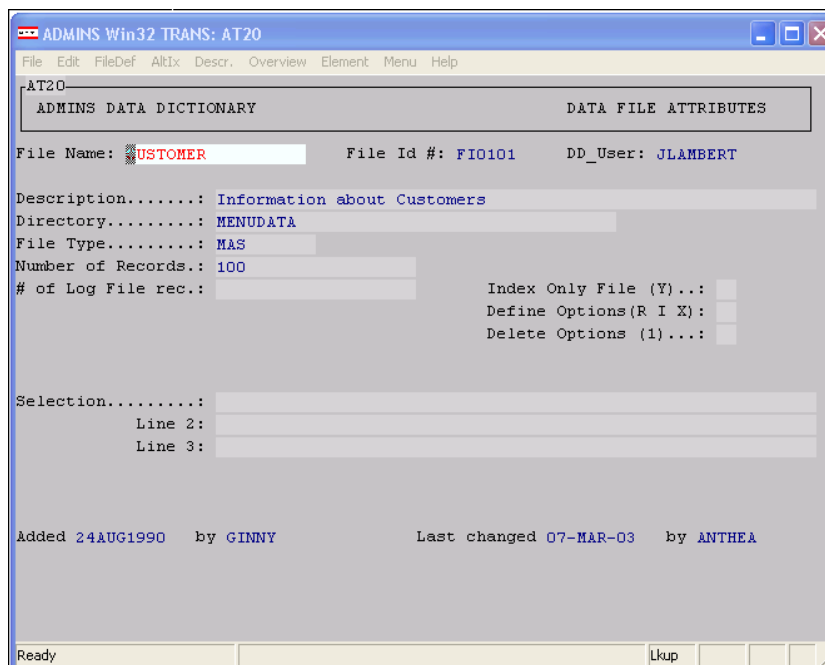 ADMINS Win32 TRANS: AT20
File Edit FileDef AltIx Descr. Overview Element Menu Help
AT20
ADMINS DATA DICTIONARY DATA FILE ATTRIBUTES
File Name: CUSTOMER File Id #: FI0101 DD_User: JLAMBERT
Description.......: Information about Customers
Directory.........: MENUDATA
File Type.........: MAS
Number of Records.: 100
# of Log File rec.: Index Only File (Y)..:
Define Options(R I X):
Delete Options (1)...:
Selection.........:
Line 2:
Line 3:
Added 24AUG1990 by GINNY Last changed 07-MAR-03 by ANTHEA
Ready Lkup